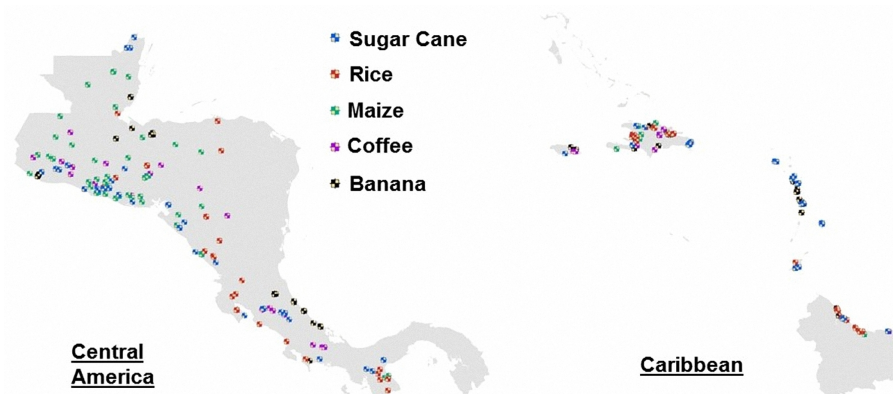 Sugar Cane
Rice
Maize
Coffee
Banana
Central
America
Caribbean